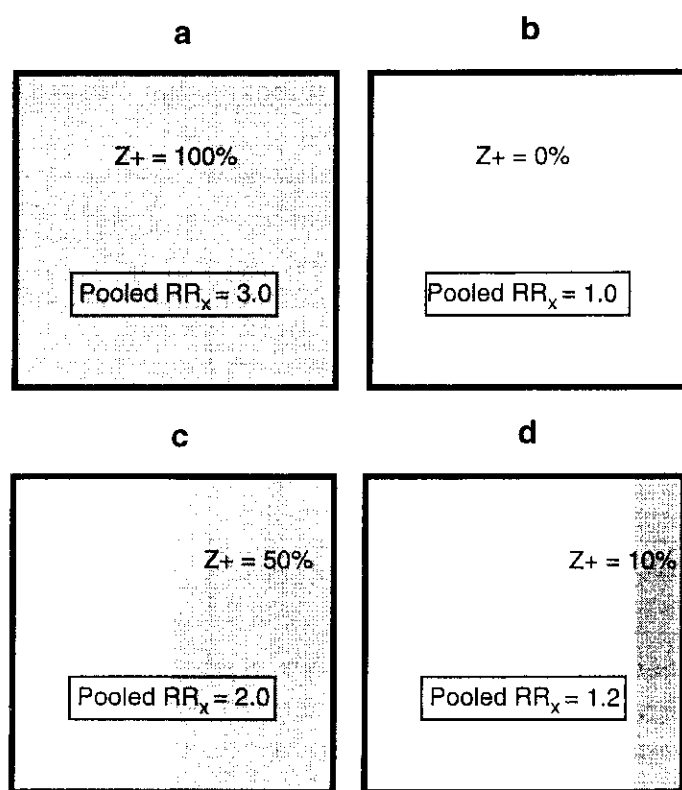 a
b
Z+ = 100%
Z+ = 0%
Pooled RRx = 3.0
Pooled RRx = 1.0
c
d
Z+ = 50%
Z+ = 10%
Pooled RRx = 2.0
Pooled RRx = 1.2